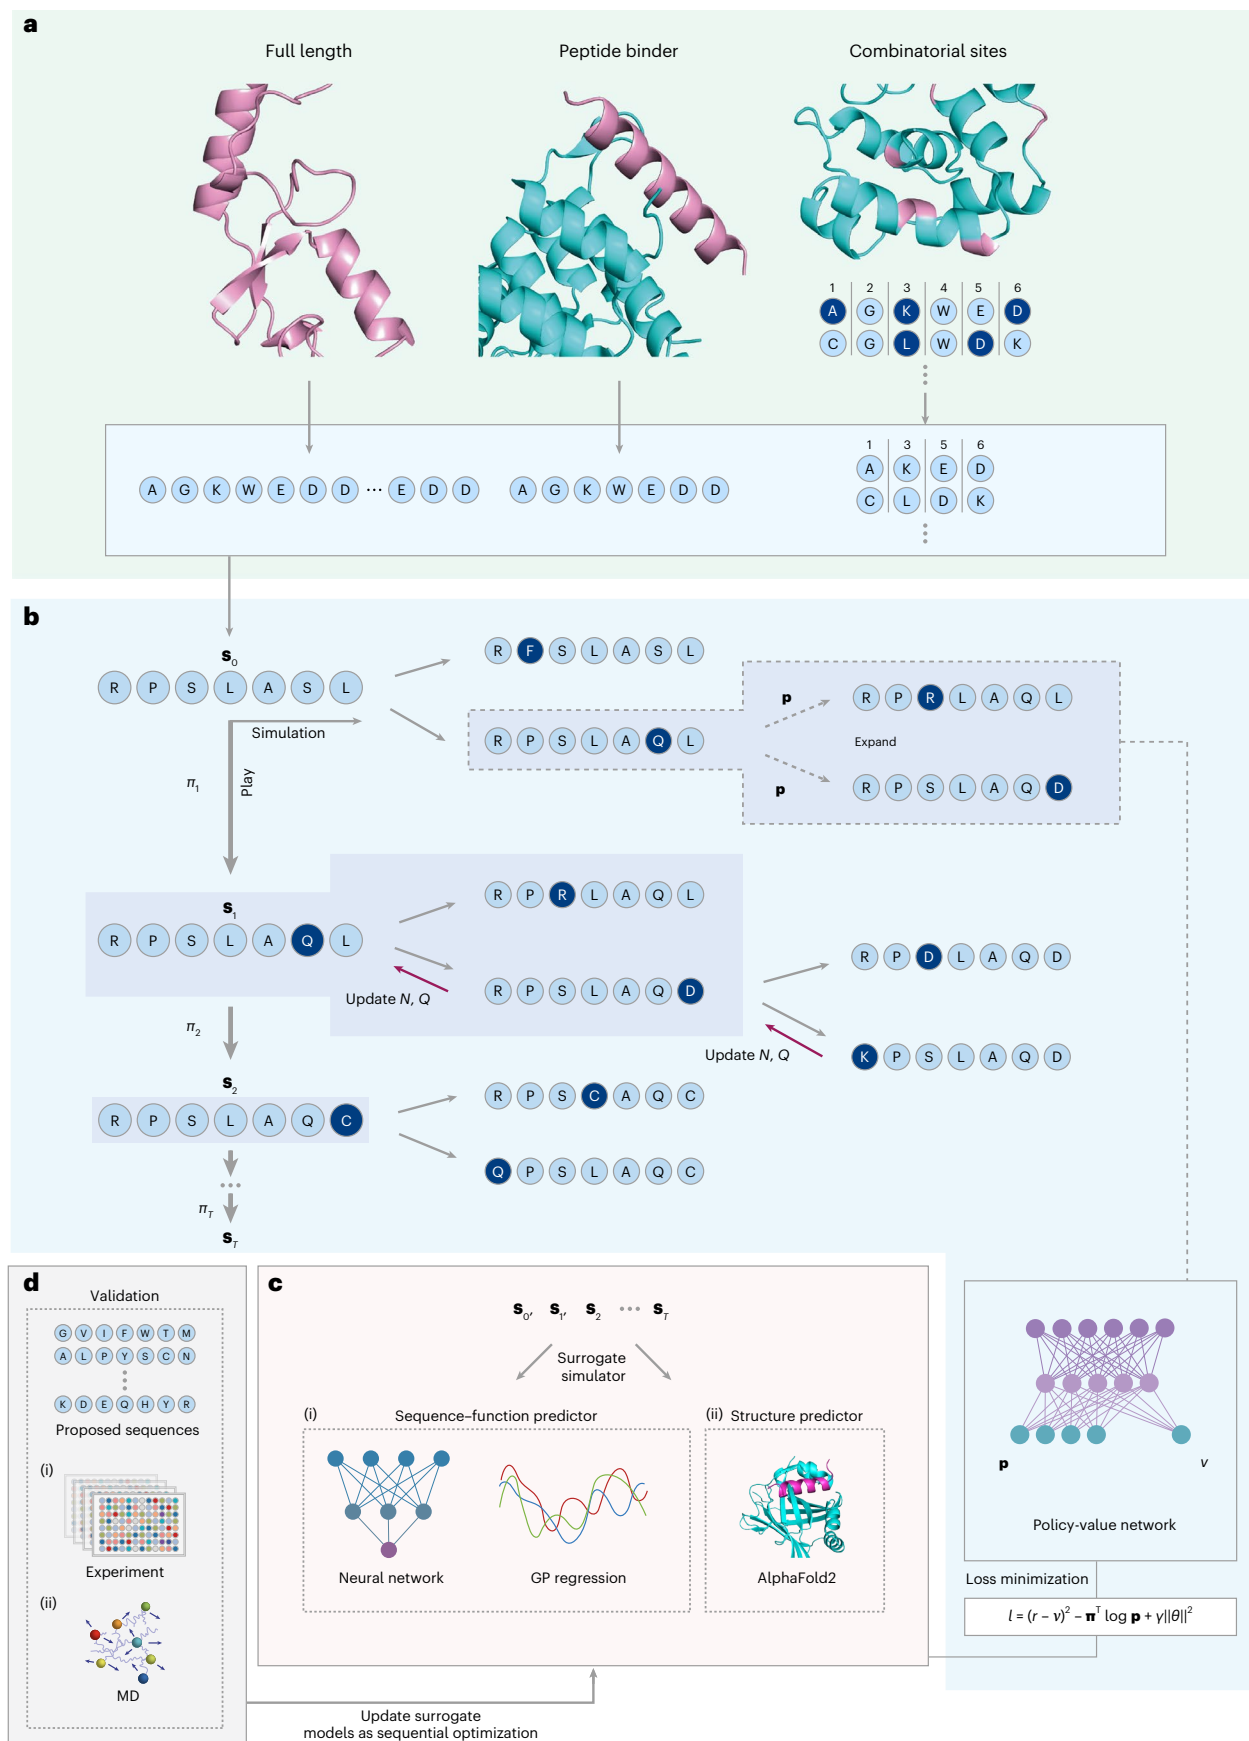 a
Full length
Peptide binder
Combinatorial sites
1 2 3 4 5 6
A G K W E D
C G L W D K
1 3 5 6
A K E D
C L D K
A G K W E D D ... E D D
A G K W E D D
b
s0
R P S L A S L
R F S L A S L
Simulation
R P S L A Q L
p
R P R L A Q L
Expand
p
R P S L A Q D
π1
Play
s1
R P S L A Q L
R P R L A Q L
R P S L A Q D
Update N, Q
R P D L A Q D
K P S L A Q D
Update N, Q
π2
s2
R P S L A Q C
R P S C A Q C
Q P S L A Q C
...
πT
sT
d
Validation
G V I F W T M
A L P Y S C N
K D E Q H Y R
Proposed sequences
(i)
Experiment
(ii)
MD
c
s0, s1, s2 ... sT
Surrogate
simulator
(i)
Sequence–function predictor
Neural network
GP regression
(ii) Structure predictor
AlphaFold2
p
v
Policy-value network
Loss minimization
l = (r − v)² − πᵀ log p + γ||θ||²
Update surrogate
models as sequential optimization